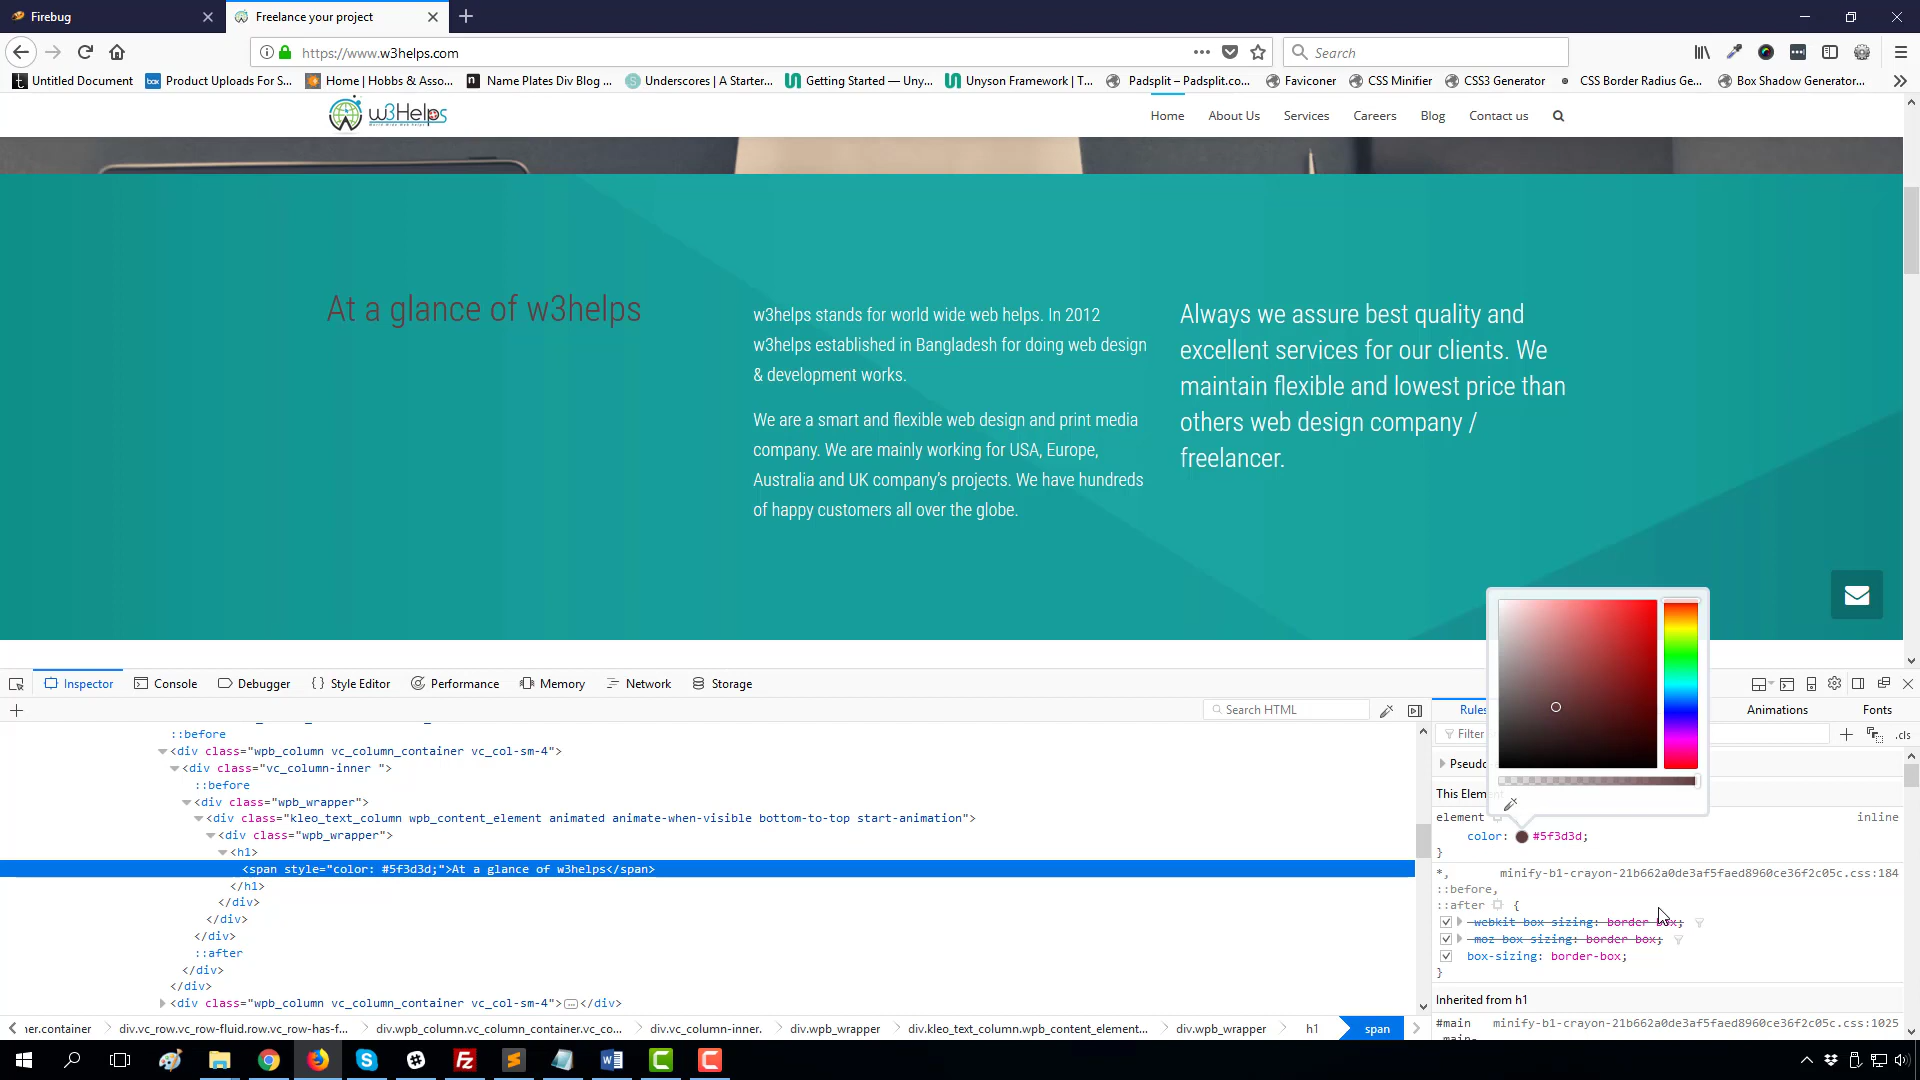 Firebug
Freelance your project
https://www.w3helps.com
Search
Untitled Document
Product Uploads For S...
Home | Hobbs & Asso...
Name Plates Div Blog ...
Underscores | A Starter...
Getting Started — Uny...
Unyson Framework | T...
Padsplit – Padsplit.co...
Faviconer
CSS Minifier
CSS3 Generator
CSS Border Radius Ge...
Box Shadow Generator...
w3Helps
Home
About Us
Services
Careers
Blog
Contact us
At a glance of w3helps
w3helps stands for world wide web helps. In 2012
w3helps established in Bangladesh for doing web design
& development works.
We are a smart and flexible web design and print media
company. We are mainly working for USA, Europe,
Australia and UK company's projects. We have hundreds
of happy customers all over the globe.
Always we assure best quality and
excellent services for our clients. We
maintain flexible and lowest price than
others web design company /
freelancer.
Inspector
Console
Debugger
Style Editor
Performance
Memory
Network
Storage
Search HTML
Rules
Animations
Fonts
::before
<div class="wpb_column vc_column_container vc_col-sm-4">
<div class="vc_column-inner ">
::before
<div class="wpb_wrapper">
<div class="kleo_text_column wpb_content_element animated animate-when-visible bottom-to-top start-animation">
<div class="wpb_wrapper">
<h1>
<span style="color: #5f3d3d;">At a glance of w3helps</span>
</h1>
</div>
</div>
</div>
::after
</div>
</div>
<div class="wpb_column vc_column_container vc_col-sm-4"></div>
Filter
.cls
Pseudo
This Elem
element
inline
color: #5f3d3d;
}
*,
minify-b1-crayon-21b662a0de3af5faed8960ce36f2c05c.css:184
::before,
::after {
-webkit-box-sizing: border-box;
-moz-box-sizing: border-box;
box-sizing: border-box;
}
Inherited from h1
#main
minify-b1-crayon-21b662a0de3af5faed8960ce36f2c05c.css:1025
.main-
ner.container
div.vc_row.vc_row-fluid.row.vc_row-has-f...
div.wpb_column.vc_column_container.vc_co...
div.vc_column-inner.
div.wpb_wrapper
div.kleo_text_column.wpb_content_element...
div.wpb_wrapper
h1
span